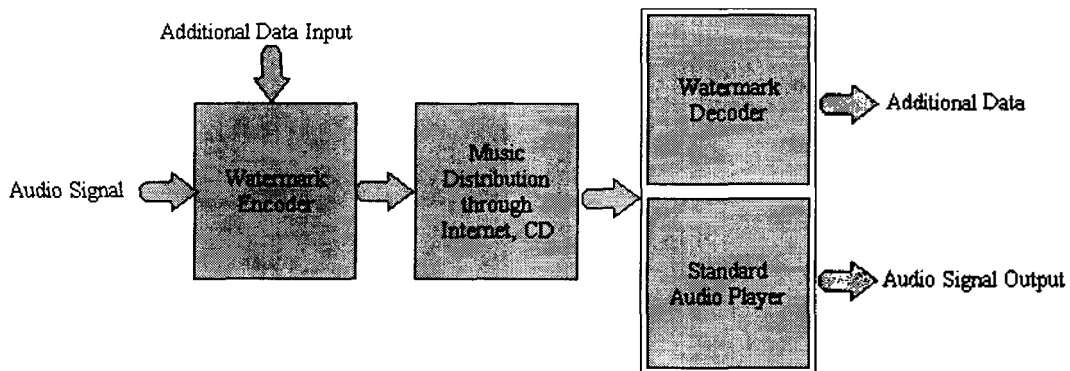 Additional Data Input
Audio Signal
Watermark
Encoder
Music
Distribution
through
Internet, CD
Watermark
Decoder
Additional Data
Standard
Audio Player
Audio Signal Output